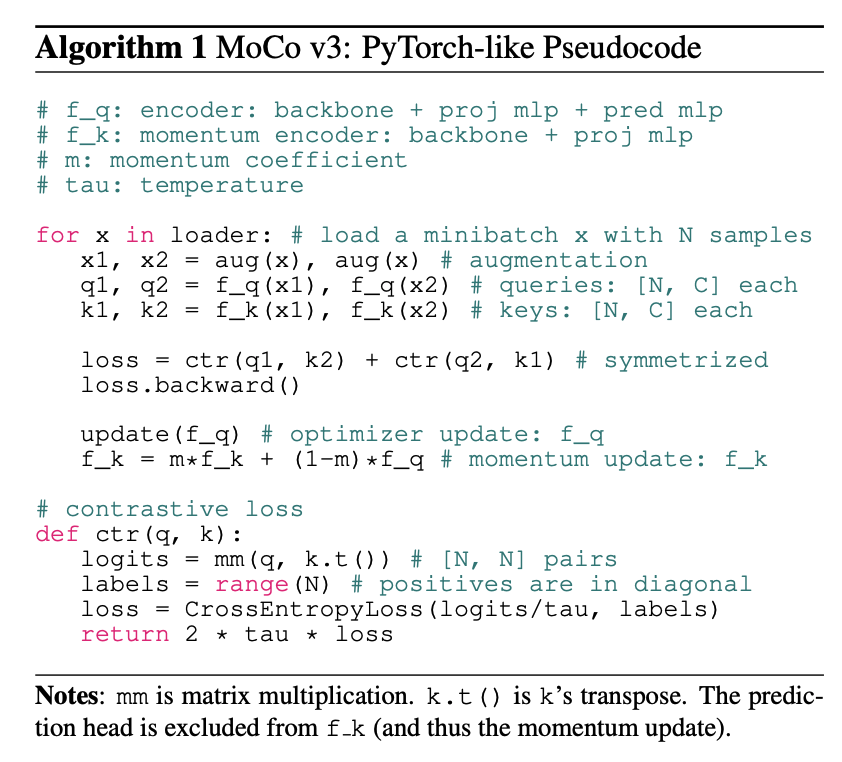 Algorithm 1 MoCo v3: PyTorch-like Pseudocode
# f_q: encoder: backbone + proj mlp + pred mlp
# f_k: momentum encoder: backbone + proj mlp
# m: momentum coefficient
# tau: temperature
for x in loader: # load a minibatch x with N samples
x1, x2 = aug(x), aug(x) # augmentation
q1, q2 = f_q(x1), f_q(x2) # queries: [N, C] each
k1, k2 = f_k(x1), f_k(x2) # keys: [N, C] each
loss = ctr(q1, k2) + ctr(q2, k1) # symmetrized
loss.backward()
update(f_q) # optimizer update: f_q
f_k = m*f_k + (1-m)*f_q # momentum update: f_k
# contrastive loss
def ctr(q, k):
logits = mm(q, k.t()) # [N, N] pairs
labels = range(N) # positives are in diagonal
loss = CrossEntropyLoss(logits/tau, labels)
return 2 * tau * loss
Notes: mm is matrix multiplication. k.t() is k's transpose. The predic-
tion head is excluded from f_k (and thus the momentum update).